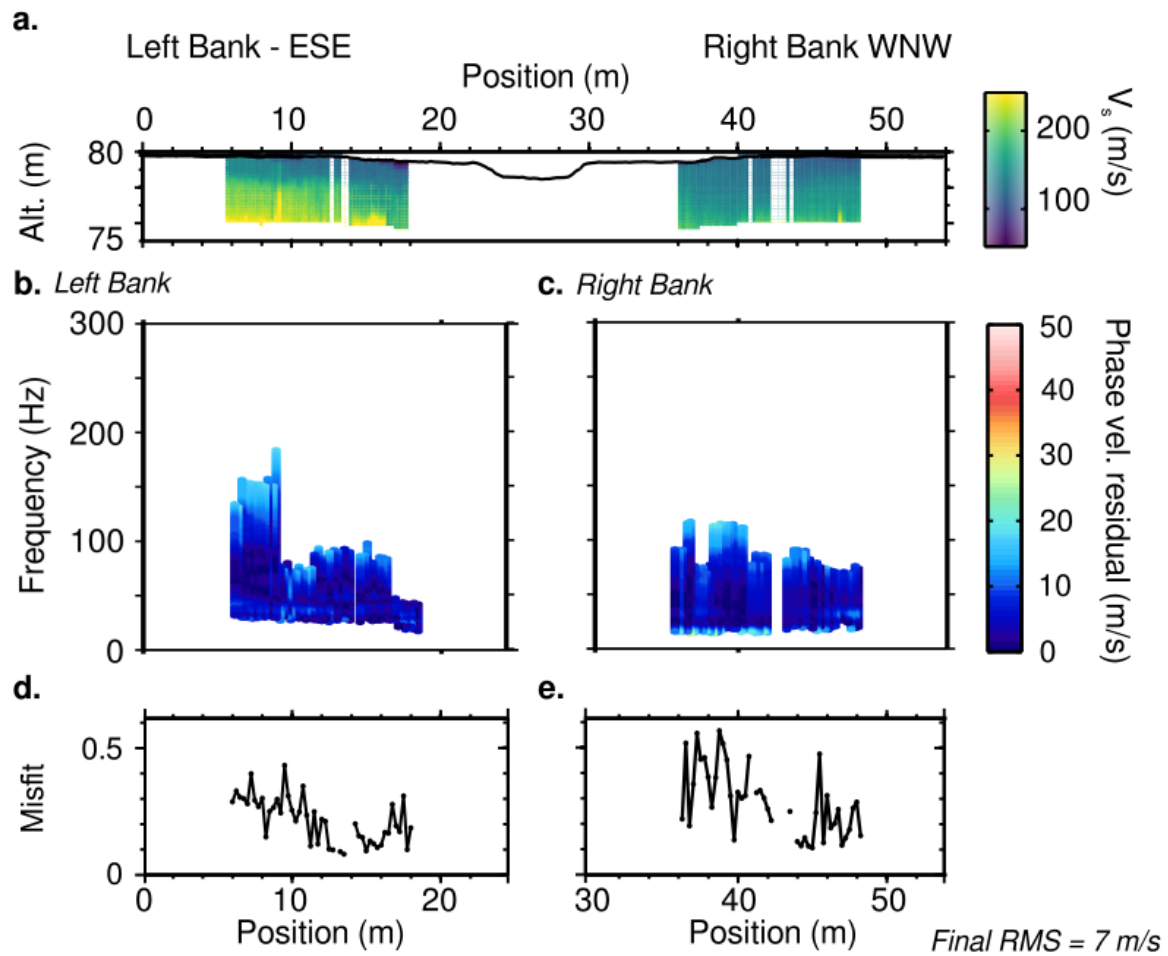 a.
Left Bank - ESE
Right Bank WNW
Position (m)
0 10 20 30 40 50
80
75
Alt. (m)
200
100
Vs (m/s)
b. Left Bank
c. Right Bank
300
200
100
0
Frequency (Hz)
50
40
30
20
10
0
Phase vel. residual (m/s)
d.
e.
0.5
0
Misfit
0 10 20
30 40 50
Position (m)
Position (m)
Final RMS = 7 m/s